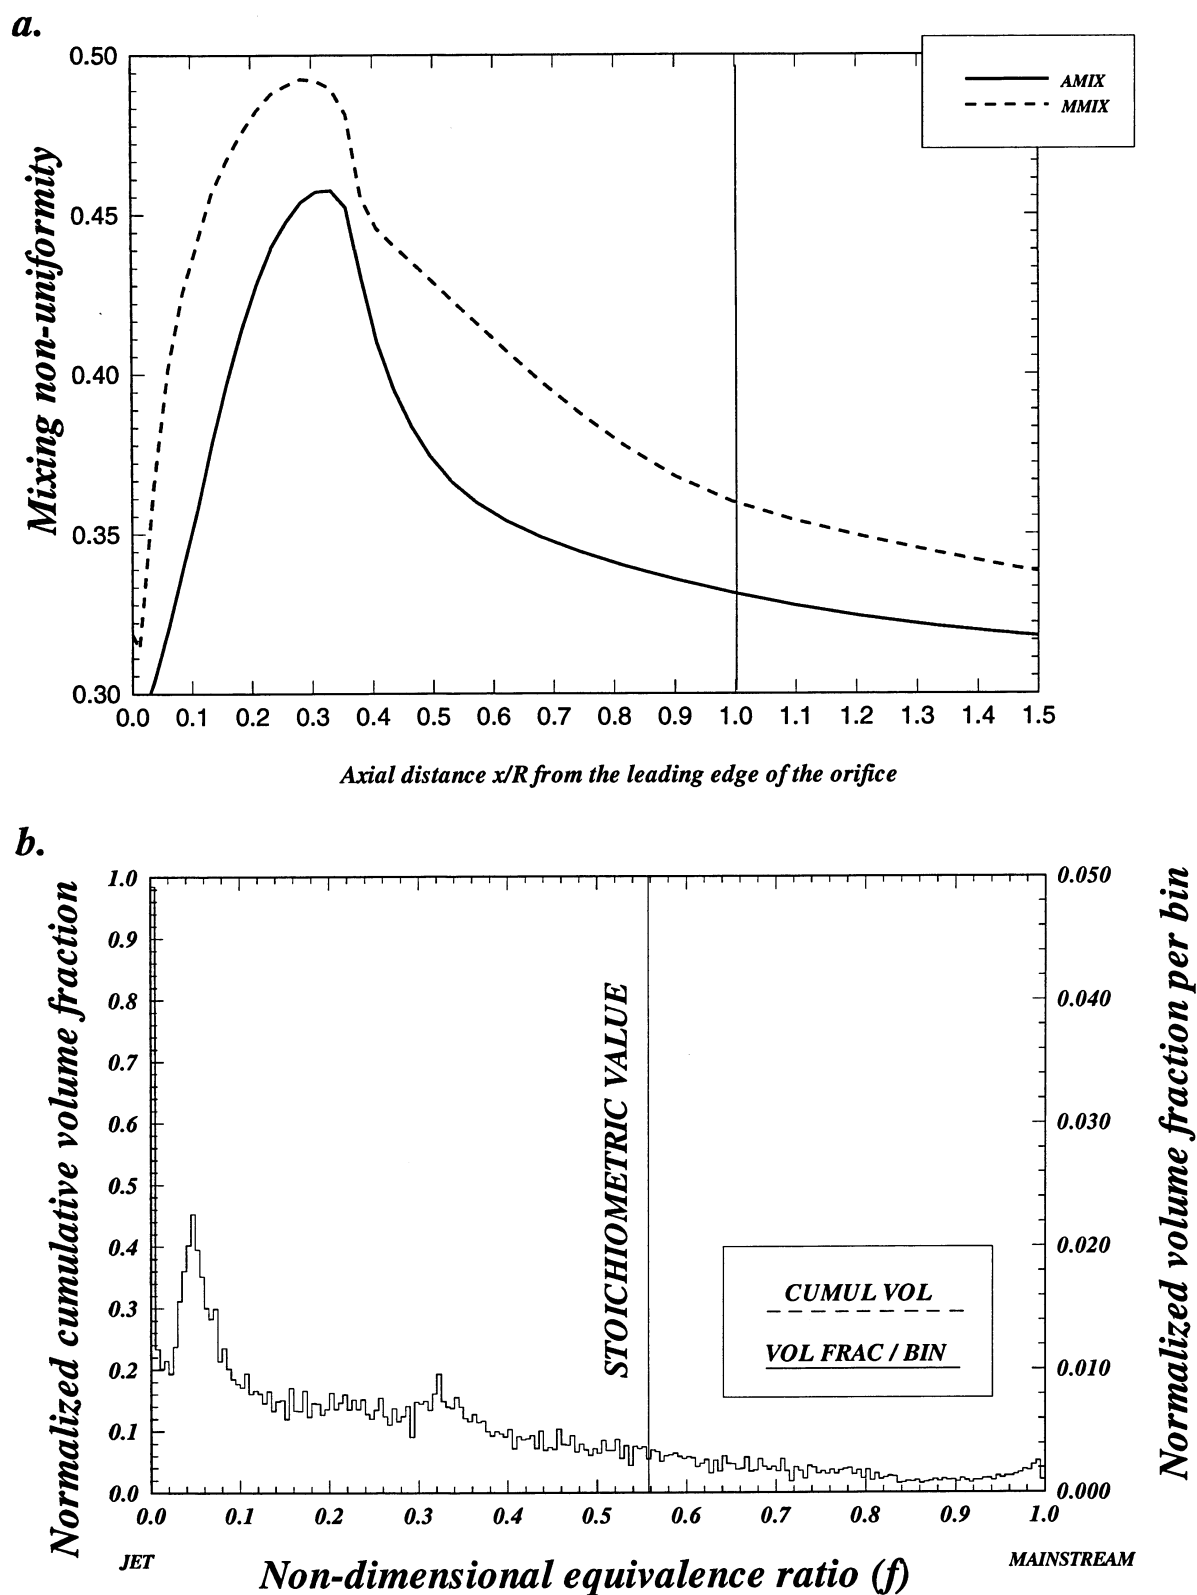 a.
0.50
AMIX
MMIX
0.45
0.40
0.35
0.30
Mixing non-uniformity
0.0 0.1 0.2 0.3 0.4 0.5 0.6 0.7 0.8 0.9 1.0 1.1 1.2 1.3 1.4 1.5
Axial distance x/R from the leading edge of the orifice
b.
1.0
0.9
0.8
0.7
0.6
0.5
0.4
0.3
0.2
0.1
0.0
Normalized cumulative volume fraction
STOICHIOMETRIC VALUE
CUMUL VOL
VOL FRAC / BIN
0.050
0.040
0.030
0.020
0.010
0.000
Normalized volume fraction per bin
0.0 0.1 0.2 0.3 0.4 0.5 0.6 0.7 0.8 0.9 1.0
JET
MAINSTREAM
Non-dimensional equivalence ratio (f)